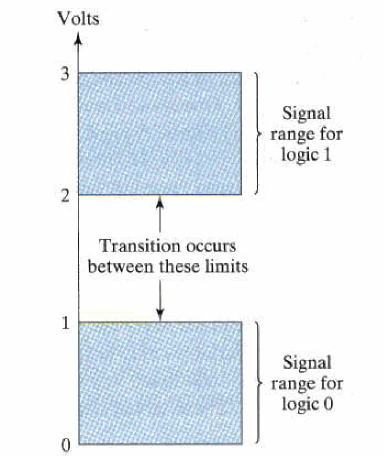 Volts
3
Signal
range for
logic 1
2
Transition occurs
between these limits
1
Signal
range for
logic 0
0